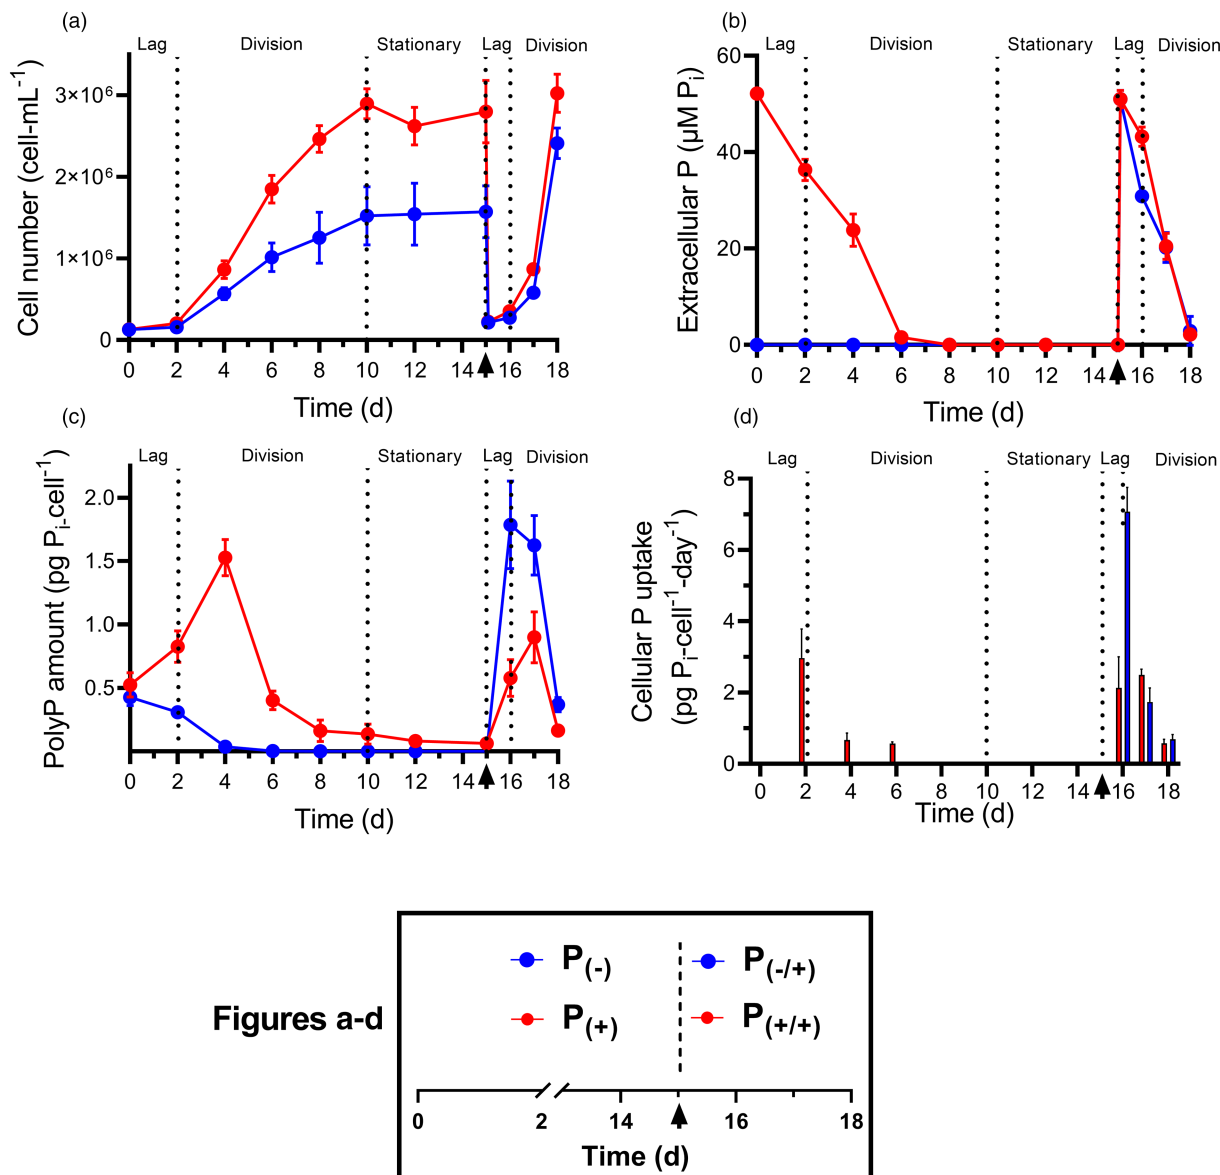 (a)
Lag Division Stationary Lag Division
Cell number (cell-mL⁻¹)
3×10⁶
2×10⁶
1×10⁶
0
0 2 4 6 8 10 12 14 16 18
Time (d)
(b)
Lag Division Stationary Lag Division
Extracellular P (µM Pᵢ)
60
40
20
0
0 2 4 6 8 10 12 14 16 18
Time (d)
(c)
Lag Division Stationary Lag Division
PolyP amount (pg Pᵢ-cell⁻¹)
2.0
1.5
1.0
0.5
0 2 4 6 8 10 12 14 16 18
Time (d)
(d)
Lag Division Stationary Lag Division
Cellular P uptake
(pg Pᵢ-cell⁻¹-day⁻¹)
8
6
4
2
0
0 2 4 6 8 10 12 14 16 18
Time (d)
Figures a-d
P(-) P(-/+)
P(+) P(+/+)
0 2 14 16 18
Time (d)